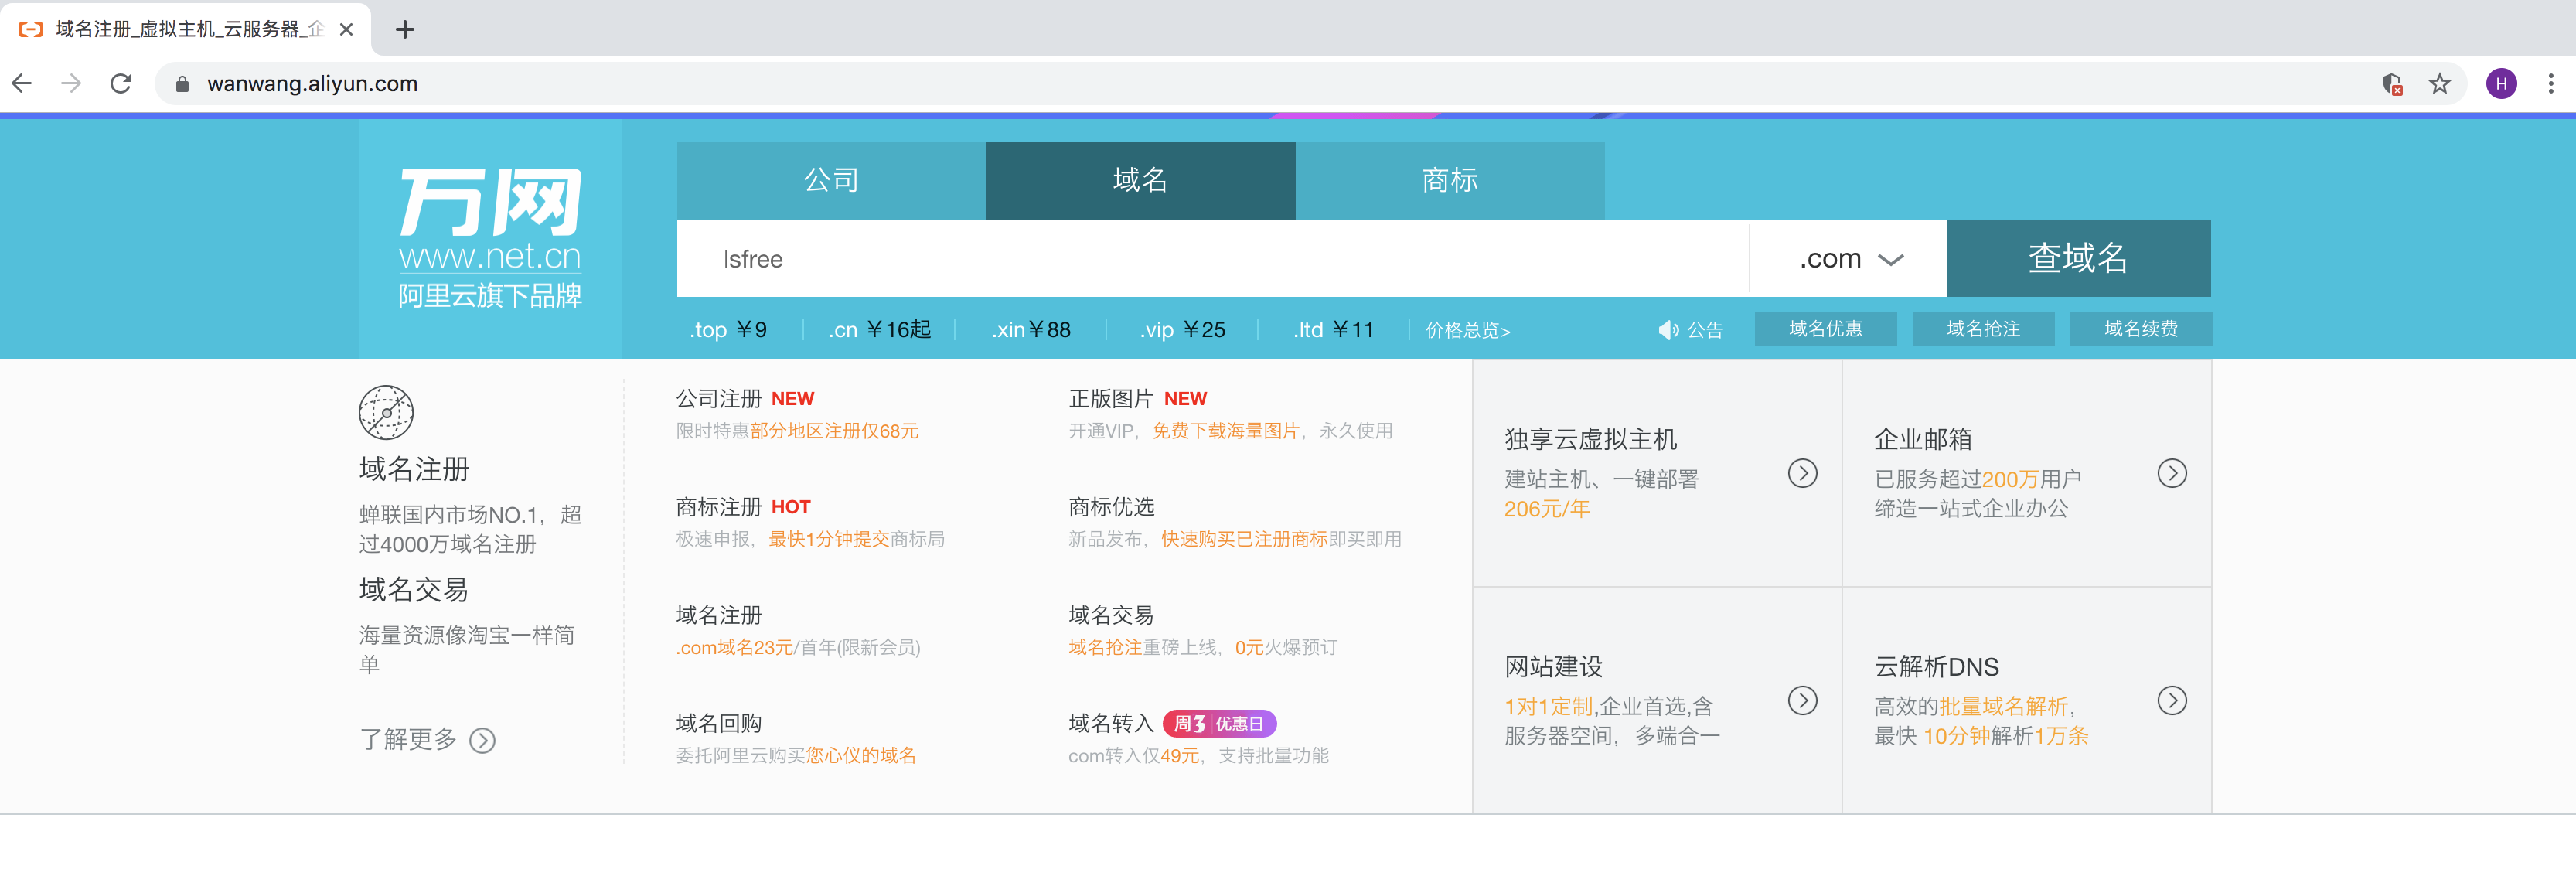 域名注册_虚拟主机_云服务器_企
wanwang.aliyun.com
H
万网
www.net.cn
阿里云旗下品牌
公司
域名
商标
lsfree
.com
查域名
.top ¥9
.cn ¥16起
.xin¥88
.vip ¥25
.ltd ¥11
价格总览>
公告
域名优惠
域名抢注
域名续费
域名注册
蝉联国内市场NO.1，超
过4000万域名注册
域名交易
海量资源像淘宝一样简
单
了解更多
公司注册 NEW
限时特惠部分地区注册仅68元
正版图片 NEW
开通VIP，免费下载海量图片，永久使用
商标注册 HOT
极速申报，最快1分钟提交商标局
商标优选
新品发布，快速购买已注册商标即买即用
域名注册
.com域名23元/首年(限新会员)
域名交易
域名抢注重磅上线，0元火爆预订
域名回购
委托阿里云购买您心仪的域名
域名转入 周3 优惠日
com转入仅49元，支持批量功能
独享云虚拟主机
建站主机、一键部署
206元/年
企业邮箱
已服务超过200万用户
缔造一站式企业办公
网站建设
1对1定制,企业首选,含
服务器空间，多端合一
云解析DNS
高效的批量域名解析，
最快 10分钟解析1万条